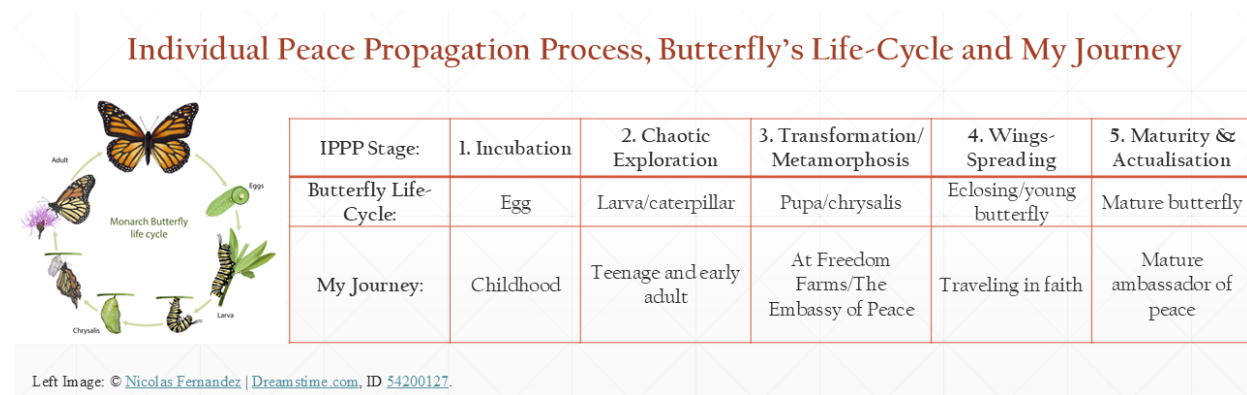 Individual Peace Propagation Process, Butterfly's Life-Cycle and My Journey
Adult
Eggs
Monarch Butterfly
life cycle
Larva
Chrysalis
IPPP Stage:
1. Incubation
2. Chaotic
Exploration
3. Transformation/
Metamorphosis
4. Wings-
Spreading
5. Maturity &
Actualisation
Butterfly Life-
Cycle:
Egg
Larva/caterpillar
Pupa/chrysalis
Eclosing/young
butterfly
Mature butterfly
My Journey:
Childhood
Teenage and early
adult
At Freedom
Farms/The
Embassy of Peace
Traveling in faith
Mature
ambassador of
peace
Left Image: © Nicolas Fernandez | Dreamstime.com, ID 54200127.